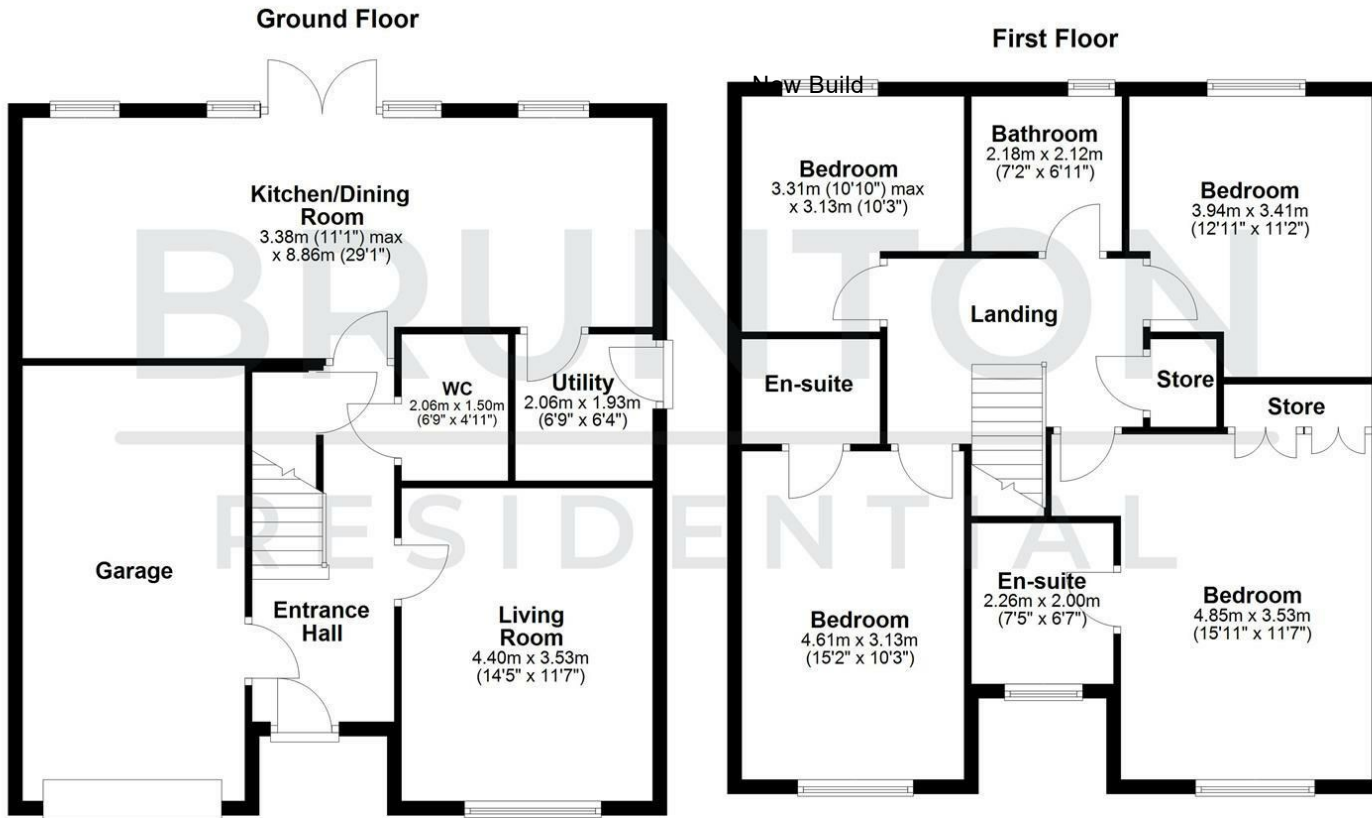 Ground Floor
Kitchen/Dining
Room
3.38m (11'1") max
x 8.86m (29'1")
WC
2.06m x 1.50m
(6'9" x 4'11")
Utility
2.06m x 1.93m
(6'9" x 6'4")
Garage
Entrance
Hall
Living
Room
4.40m x 3.53m
(14'5" x 11'7")
First Floor
New Build
Bedroom
3.31m (10'10") max
x 3.13m (10'3")
Bathroom
2.18m x 2.12m
(7'2" x 6'11")
Bedroom
3.94m x 3.41m
(12'11" x 11'2")
Landing
En-suite
Store
Store
Bedroom
4.61m x 3.13m
(15'2" x 10'3")
En-suite
2.26m x 2.00m
(7'5" x 6'7")
Bedroom
4.85m x 3.53m
(15'11" x 11'7")
BRUNTON
RESIDENTIAL